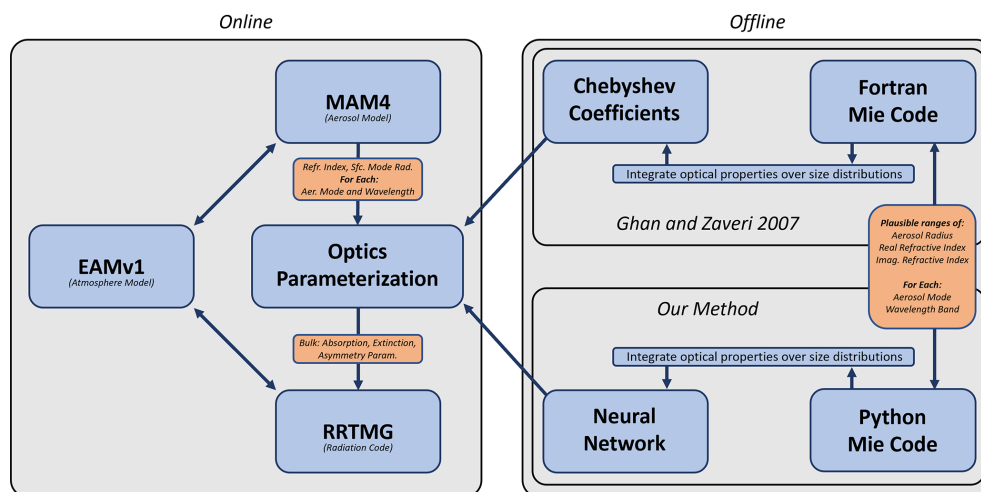 Online
Offline
MAM4
(Aerosol Model)
Refr. Index, Sfc. Mode Rad.
For Each:
Aer. Mode and Wavelength
EAMv1
(Atmosphere Model)
Optics
Parameterization
Bulk: Absorption, Extinction,
Asymmetry Param.
RRTMG
(Radiation Code)
Chebyshev
Coefficients
Fortran
Mie Code
Integrate optical properties over size distributions
Ghan and Zaveri 2007
Plausible ranges of:
Aerosol Radius
Real Refractive Index
Imag. Refractive Index
For Each:
Aerosol Mode
Wavelength Band
Our Method
Integrate optical properties over size distributions
Neural
Network
Python
Mie Code